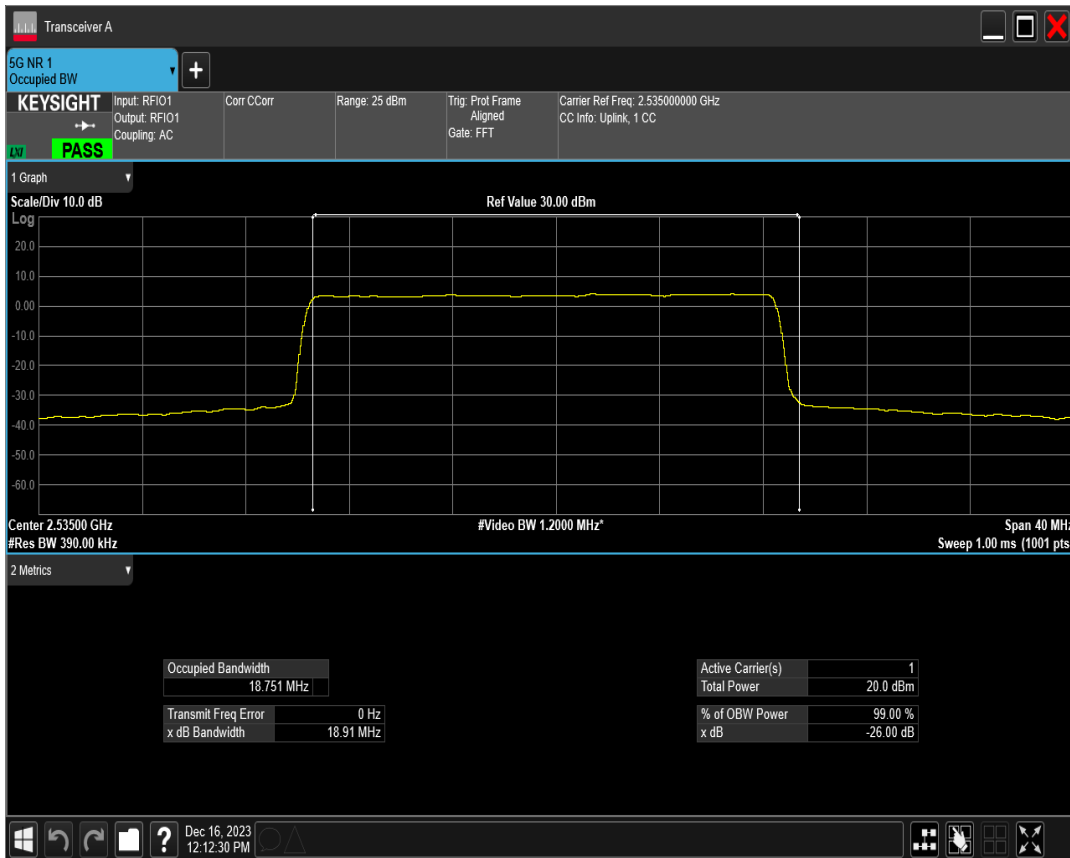 Transceiver A
5G NR 1
Occupied BW
+
KEYSIGHT
Input: RFIO1
Output: RFIO1
Coupling: AC
Corr CCorr
Range: 25 dBm
Trig: Prot Frame
Aligned
Gate: FFT
Carrier Ref Freq: 2.535000000 GHz
CC Info: Uplink, 1 CC
LXI
PASS
1 Graph
Scale/Div 10.0 dB
Ref Value 30.00 dBm
Log
20.0
10.0
0.00
-10.0
-20.0
-30.0
-40.0
-50.0
-60.0
Center 2.53500 GHz
#Video BW 1.2000 MHz*
Span 40 MHz
#Res BW 390.00 kHz
Sweep 1.00 ms (1001 pts
2 Metrics
Occupied Bandwidth
18.751 MHz
Transmit Freq Error 0 Hz
x dB Bandwidth 18.91 MHz
Active Carrier(s) 1
Total Power 20.0 dBm
% of OBW Power 99.00 %
x dB -26.00 dB
?
Dec 16, 2023
12:12:30 PM